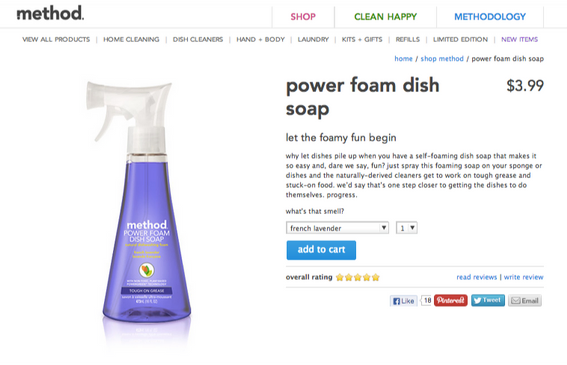 method.
SHOP
CLEAN HAPPY
METHODOLOGY
VIEW ALL PRODUCTS | HOME CLEANING | DISH CLEANERS | HAND + BODY | LAUNDRY | KITS + GIFTS | REFILLS | LIMITED EDITION | NEW ITEMS
home / shop method / power foam dish soap
power foam dish
soap
$3.99
let the foamy fun begin
why let dishes pile up when you have a self-foaming dish soap that makes it
so easy and, dare we say, fun? just spray this foaming soap on your sponge or
dishes and the naturally-derived cleaners get to work on tough grease and
stuck-on food. we'd say that's one step closer to getting the dishes to do
themselves. progress.
what's that smell?
french lavender
1
add to cart
overall rating
read reviews | write review
Like
18
Pinterest
Tweet
Email
method
POWER FOAM
DISH SOAP
TOUGH ON GREASE